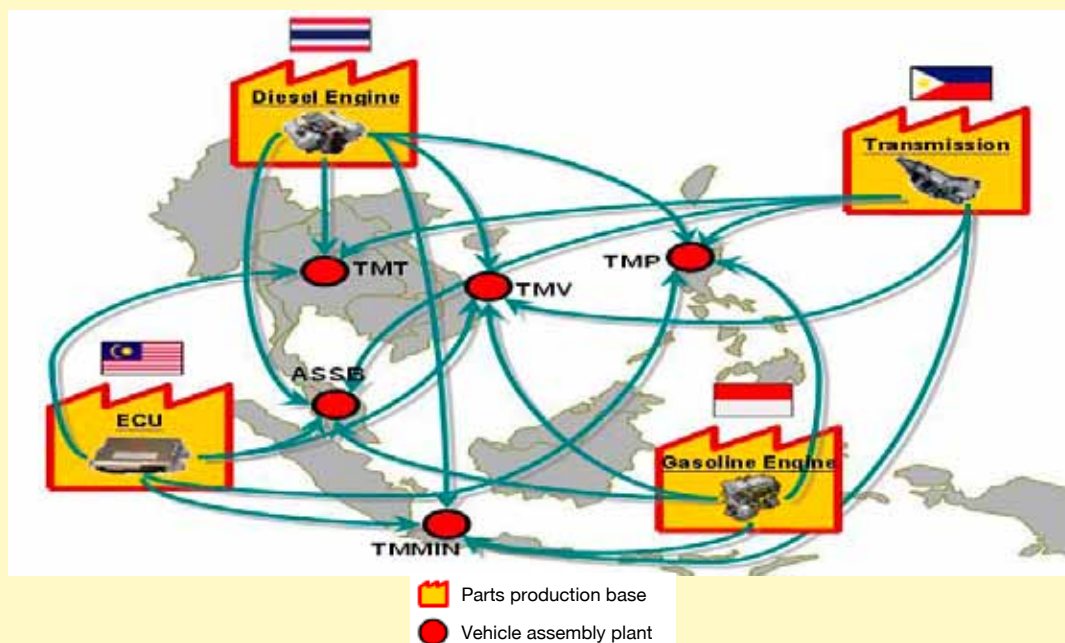 Diesel Engine
Transmission
TMT
TMV
TMP
ASSB
ECU
Gasoline Engine
TMMIN
Parts production base
Vehicle assembly plant